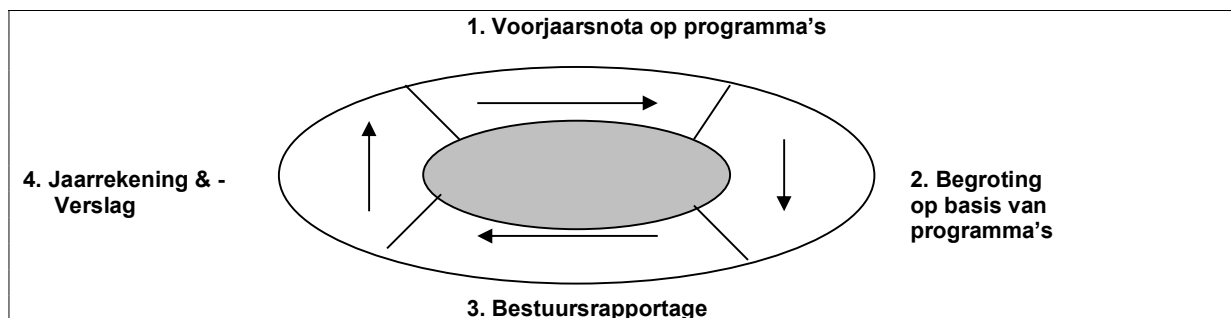 1. Voorjaarsnota op programma’s
4. Jaarrekening & -
Verslag
2. Begroting
op basis van
programma’s
3. Bestuursrapportage